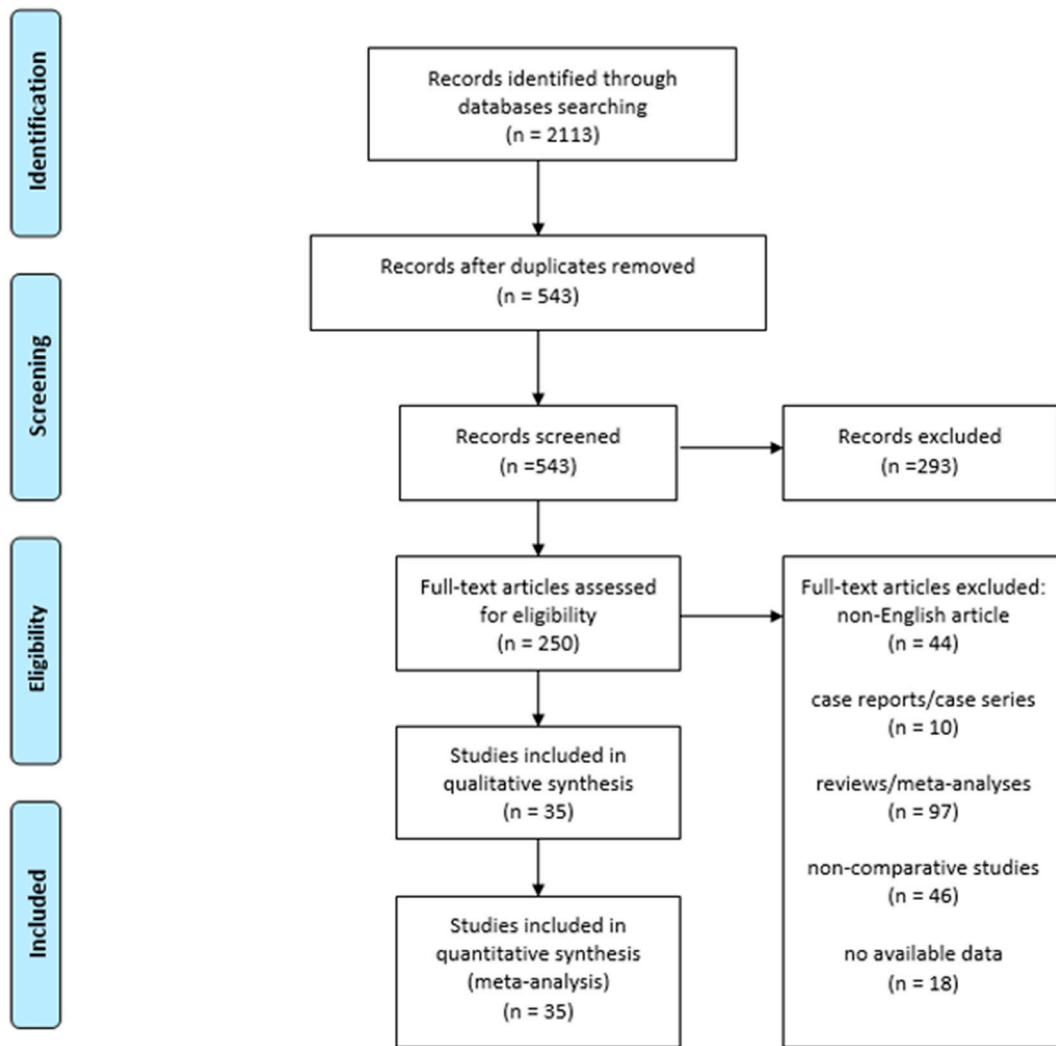 Identification
Records identified through
databases searching
(n = 2113)
Records after duplicates removed
(n = 543)
Screening
Records screened
(n =543)
Records excluded
(n =293)
Eligibility
Full-text articles assessed
for eligibility
(n = 250)
Full-text articles excluded:
non-English article
(n = 44)
case reports/case series
(n = 10)
reviews/meta-analyses
(n = 97)
non-comparative studies
(n = 46)
no available data
(n = 18)
Studies included in
qualitative synthesis
(n = 35)
Included
Studies included in
quantitative synthesis
(meta-analysis)
(n = 35)